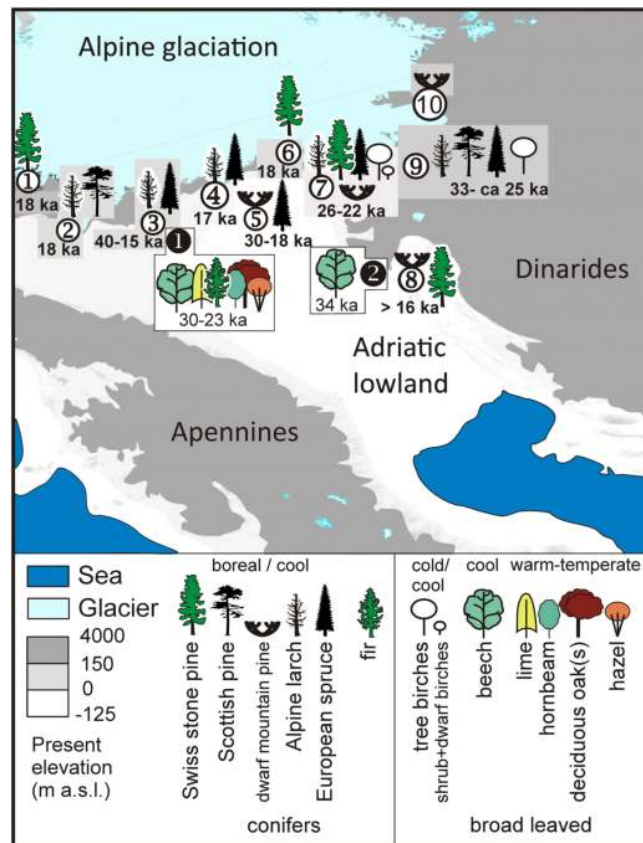 Alpine glaciation
10
6
1
18 ka
2
18 ka
3
40-15 ka
4
17 ka
5
30-18 ka
18 ka
7
26-22 ka
9
33- ca 25 ka
1
30-23 ka
34 ka
2
8
> 16 ka
Dinarides
Adriatic
lowland
Apennines
Sea
Glacier
4000
150
0
-125
Present
elevation
(m a.s.l.)
boreal / cool
Swiss stone pine
Scottish pine
dwarf mountain pine
Alpine larch
European spruce
fir
conifers
cold/
cool
cool
warm-temperate
tree birches
shrub+dwarf birches
beech
lime
hornbeam
deciduous oak(s)
hazel
broad leaved